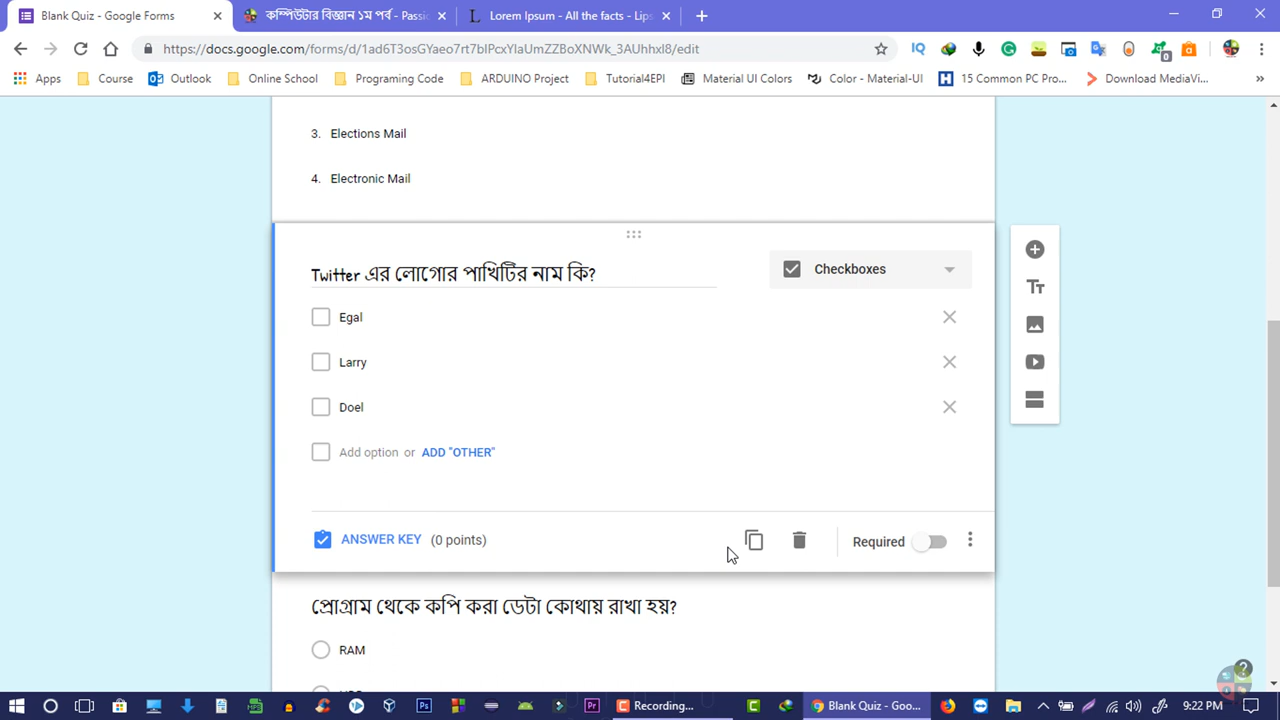 Blank Quiz - Google Forms
কম্পিউটার বিজ্ঞান ১ম পর্ব - Passi
Lorem Ipsum - All the facts - Lips
https://docs.google.com/forms/d/1ad6T3osGYaeo7rt7blPcxYlaUmZZBoXNWk_3AUhhxl8/edit
Apps
Course
Outlook
Online School
Programing Code
ARDUINO Project
Tutorial4EPI
Material UI Colors
Color - Material-UI
15 Common PC Pro...
Download MediaVi...
3. Elections Mail
4. Electronic Mail
Twitter এর লোগোর পাখিটির নাম কি?
Checkboxes
Egal
Larry
Doel
Add option or ADD "OTHER"
ANSWER KEY (0 points)
Required
প্রোগ্রাম থেকে কপি করা ডেটা কোথায় রাখা হয়?
RAM
Recording...
Blank Quiz - Goo...
9:22 PM